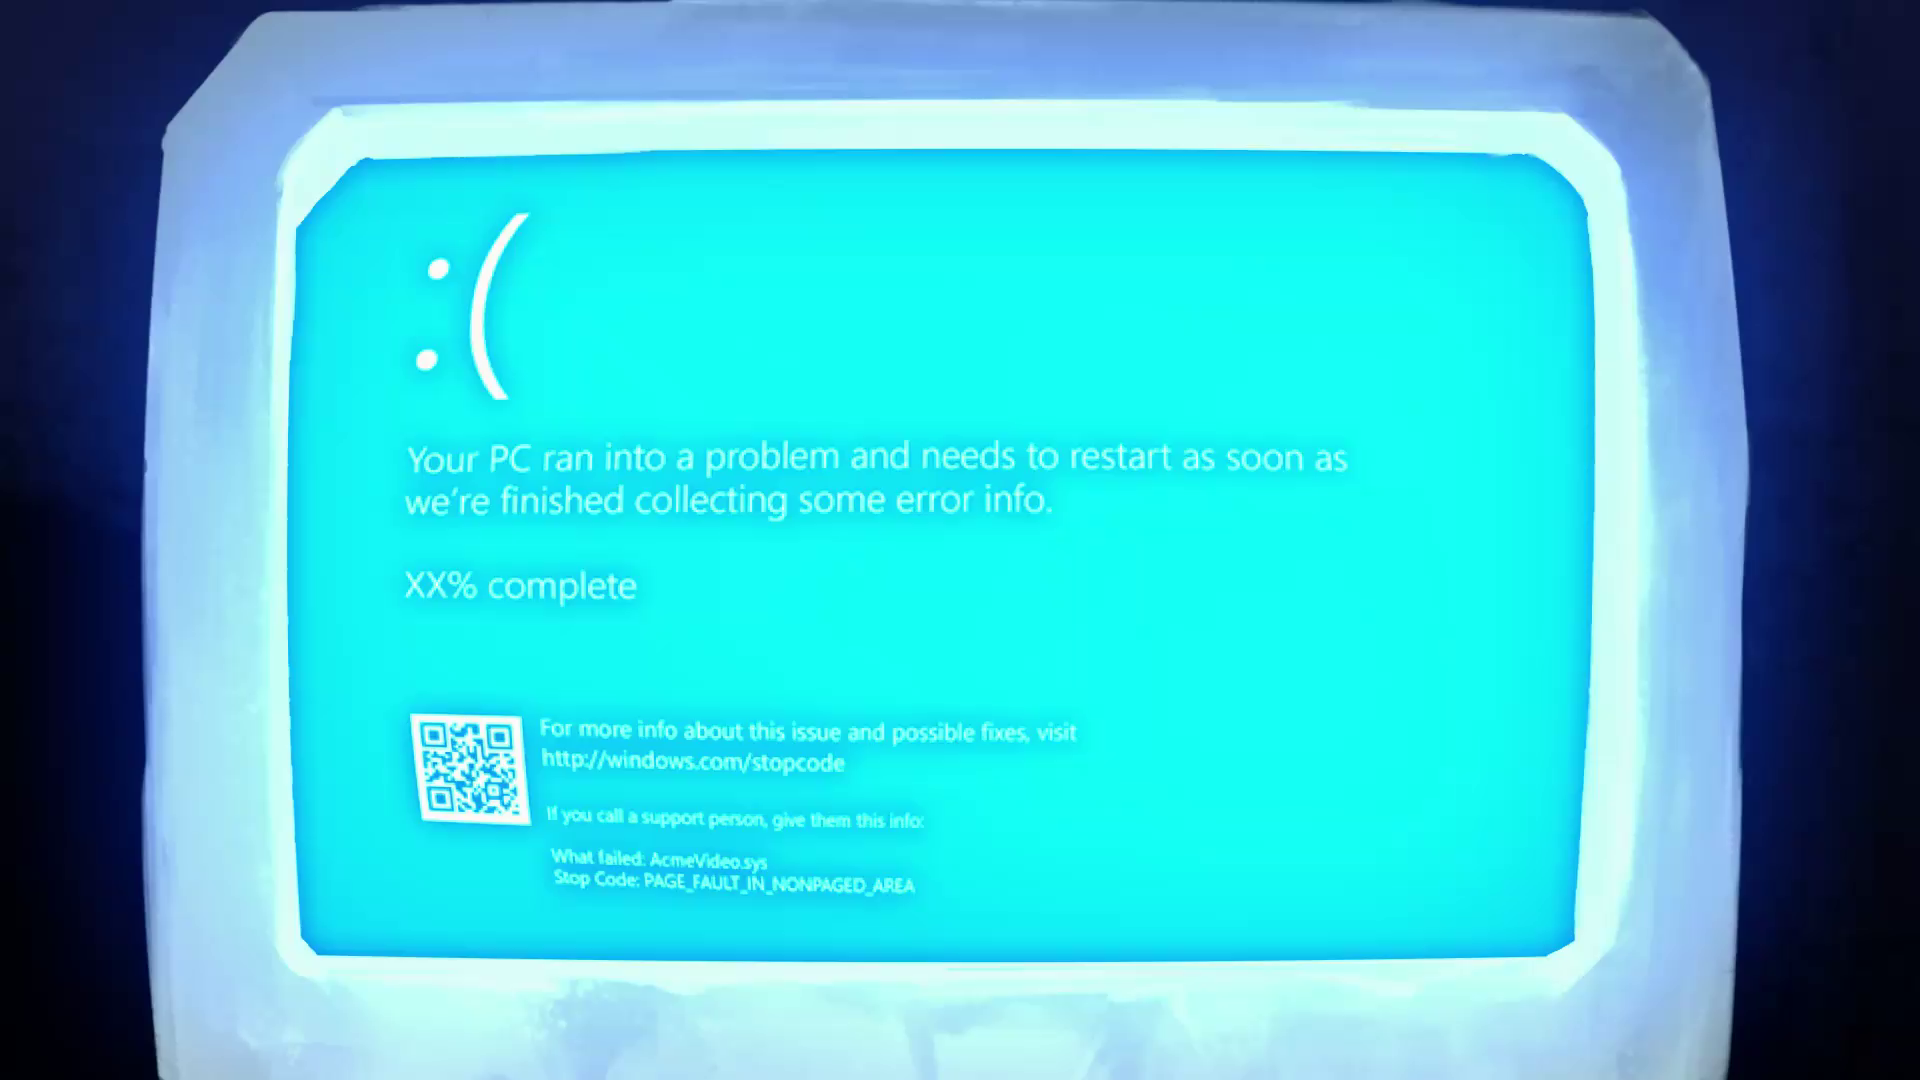 :(
Your PC ran into a problem and needs to restart as soon as
we're finished collecting some error info.
XX% complete
For more info about this issue and possible fixes, visit
http://windows.com/stopcode
If you call a support person, give them this info:
What failed: AcmeVideo.sys
Stop Code: PAGE_FAULT_IN_NONPAGED_AREA